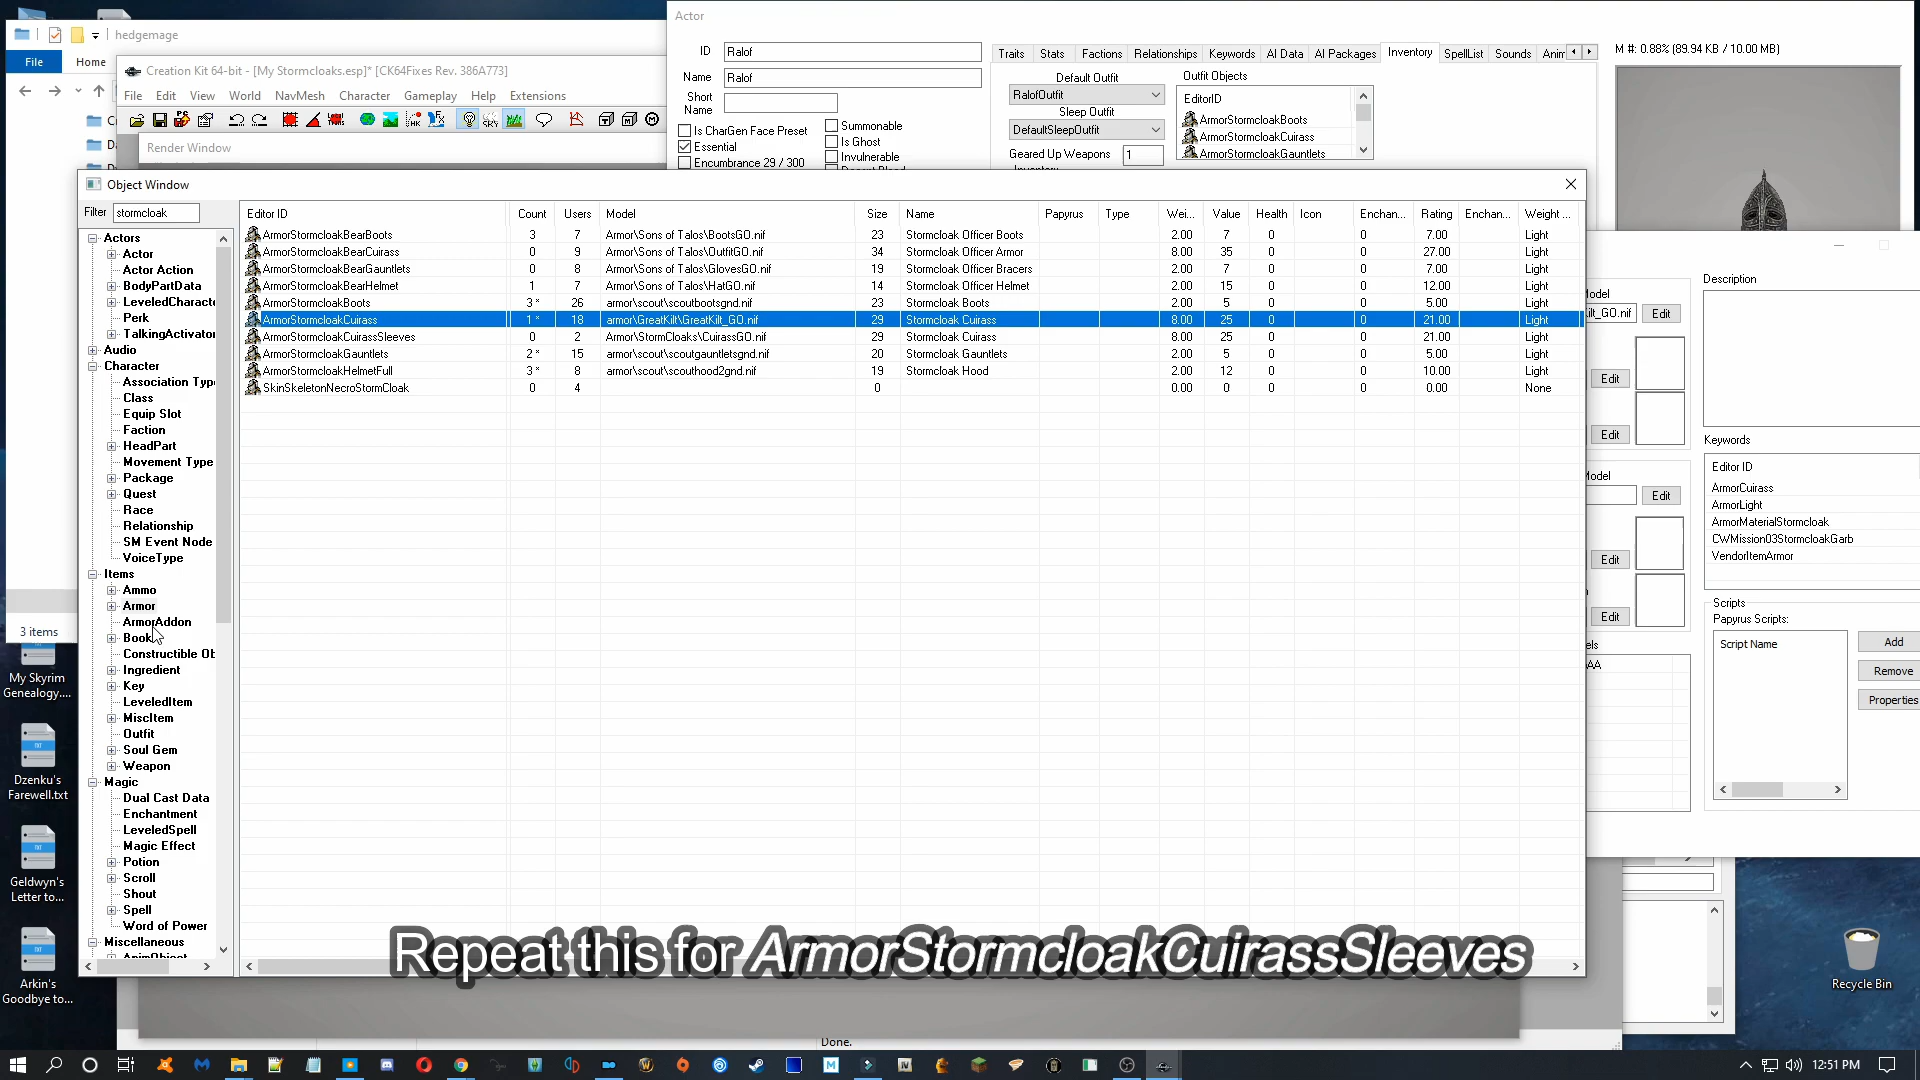 hedgemage
File
Home
Creation Kit 64-bit - [My Stormcloaks.esp]* [CK64Fixes Rev. 386A773]
File Edit View World NavMesh Character Gameplay Help Extensions
Render Window
Actor
ID Ralof
Name Ralof
Short Name
Is CharGen Face Preset
Essential
Encumbrance 29 / 300
Summonable
Is Ghost
Invulnerable
Traits Stats Factions Relationships Keywords AI Data AI Packages Inventory SpellList Sounds Anim
Default Outfit
RalofOutfit
Sleep Outfit
DefaultSleepOutfit
Geared Up Weapons 1
Outfit Objects
EditorID
ArmorStormcloakBoots
ArmorStormcloakCuirass
ArmorStormcloakGauntlets
M #: 0.88% (89.94 KB / 10.00 MB)
Object Window
Filter stormcloak
Actors
Actor
Actor Action
BodyPartData
LeveledCharacte
Perk
TalkingActivator
Audio
Character
Association Type
Class
Equip Slot
Faction
HeadPart
Movement Type
Package
Quest
Race
Relationship
SM Event Node
VoiceType
Items
Ammo
Armor
ArmorAddon
Book
Constructible Ob
Ingredient
Key
LeveledItem
MiscItem
Outfit
Soul Gem
Weapon
Magic
Dual Cast Data
Enchantment
LeveledSpell
Magic Effect
Potion
Scroll
Shout
Spell
Word of Power
Miscellaneous
AnimObject
Editor ID Count Users Model Size Name Papyrus Type Wei... Value Health Icon Enchan... Rating Enchan... Weight ...
ArmorStormcloakBearBoots 3 7 Armor\Sons of Talos\BootsGO.nif 23 Stormcloak Officer Boots 2.00 7 0 0 7.00 Light
ArmorStormcloakBearCuirass 0 9 Armor\Sons of Talos\OutfitGO.nif 34 Stormcloak Officer Armor 8.00 35 0 0 27.00 Light
ArmorStormcloakBearGauntlets 0 8 Armor\Sons of Talos\GlovesGO.nif 19 Stormcloak Officer Bracers 2.00 7 0 0 7.00 Light
ArmorStormcloakBearHelmet 1 7 Armor\Sons of Talos\HatGO.nif 14 Stormcloak Officer Helmet 2.00 15 0 0 12.00 Light
ArmorStormcloakBoots 3 * 26 armor\scout\scoutbootsgnd.nif 23 Stormcloak Boots 2.00 5 0 0 5.00 Light
ArmorStormcloakCuirass 1 * 18 armor\GreatKilt\GreatKilt_GO.nif 29 Stormcloak Cuirass 8.00 25 0 0 21.00 Light
ArmorStormcloakCuirassSleeves 0 2 Armor\StormCloaks\CuirassGO.nif 29 Stormcloak Cuirass 8.00 25 0 0 21.00 Light
ArmorStormcloakGauntlets 2 * 15 armor\scout\scoutgauntletsgnd.nif 20 Stormcloak Gauntlets 2.00 5 0 0 5.00 Light
ArmorStormcloakHelmetFull 3 * 8 armor\scout\scouthood2gnd.nif 19 Stormcloak Hood 2.00 12 0 0 10.00 Light
SkinSkeletonNecroStormCloak 0 4 0 0.00 0 0 0 0.00 None
Model
ilt_GO.nif Edit
Edit
Edit
Model
Edit
Edit
Edit
els
AA
Description
Keywords
Editor ID
ArmorCuirass
ArmorLight
ArmorMaterialStormcloak
CWMission03StormcloakGarb
VendorItemArmor
Scripts
Papyrus Scripts:
Script Name
Add
Remove
Properties
3 items
My Skyrim
Genealogy....
Dzenku's
Farewell.txt
Geldwyn's
Letter to...
Arkin's
Goodbye to...
Recycle Bin
Repeat this for ArmorStormcloakCuirassSleeves
Done.
12:51 PM